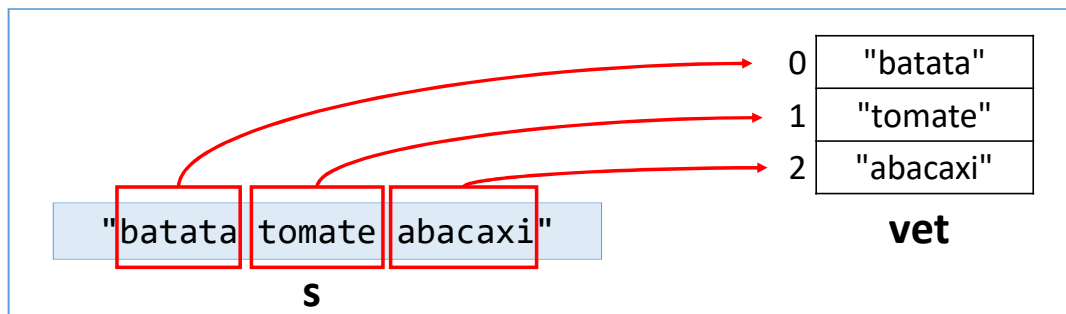 0 "batata"
1 "tomate"
2 "abacaxi"
vet
"batata tomate abacaxi"
s